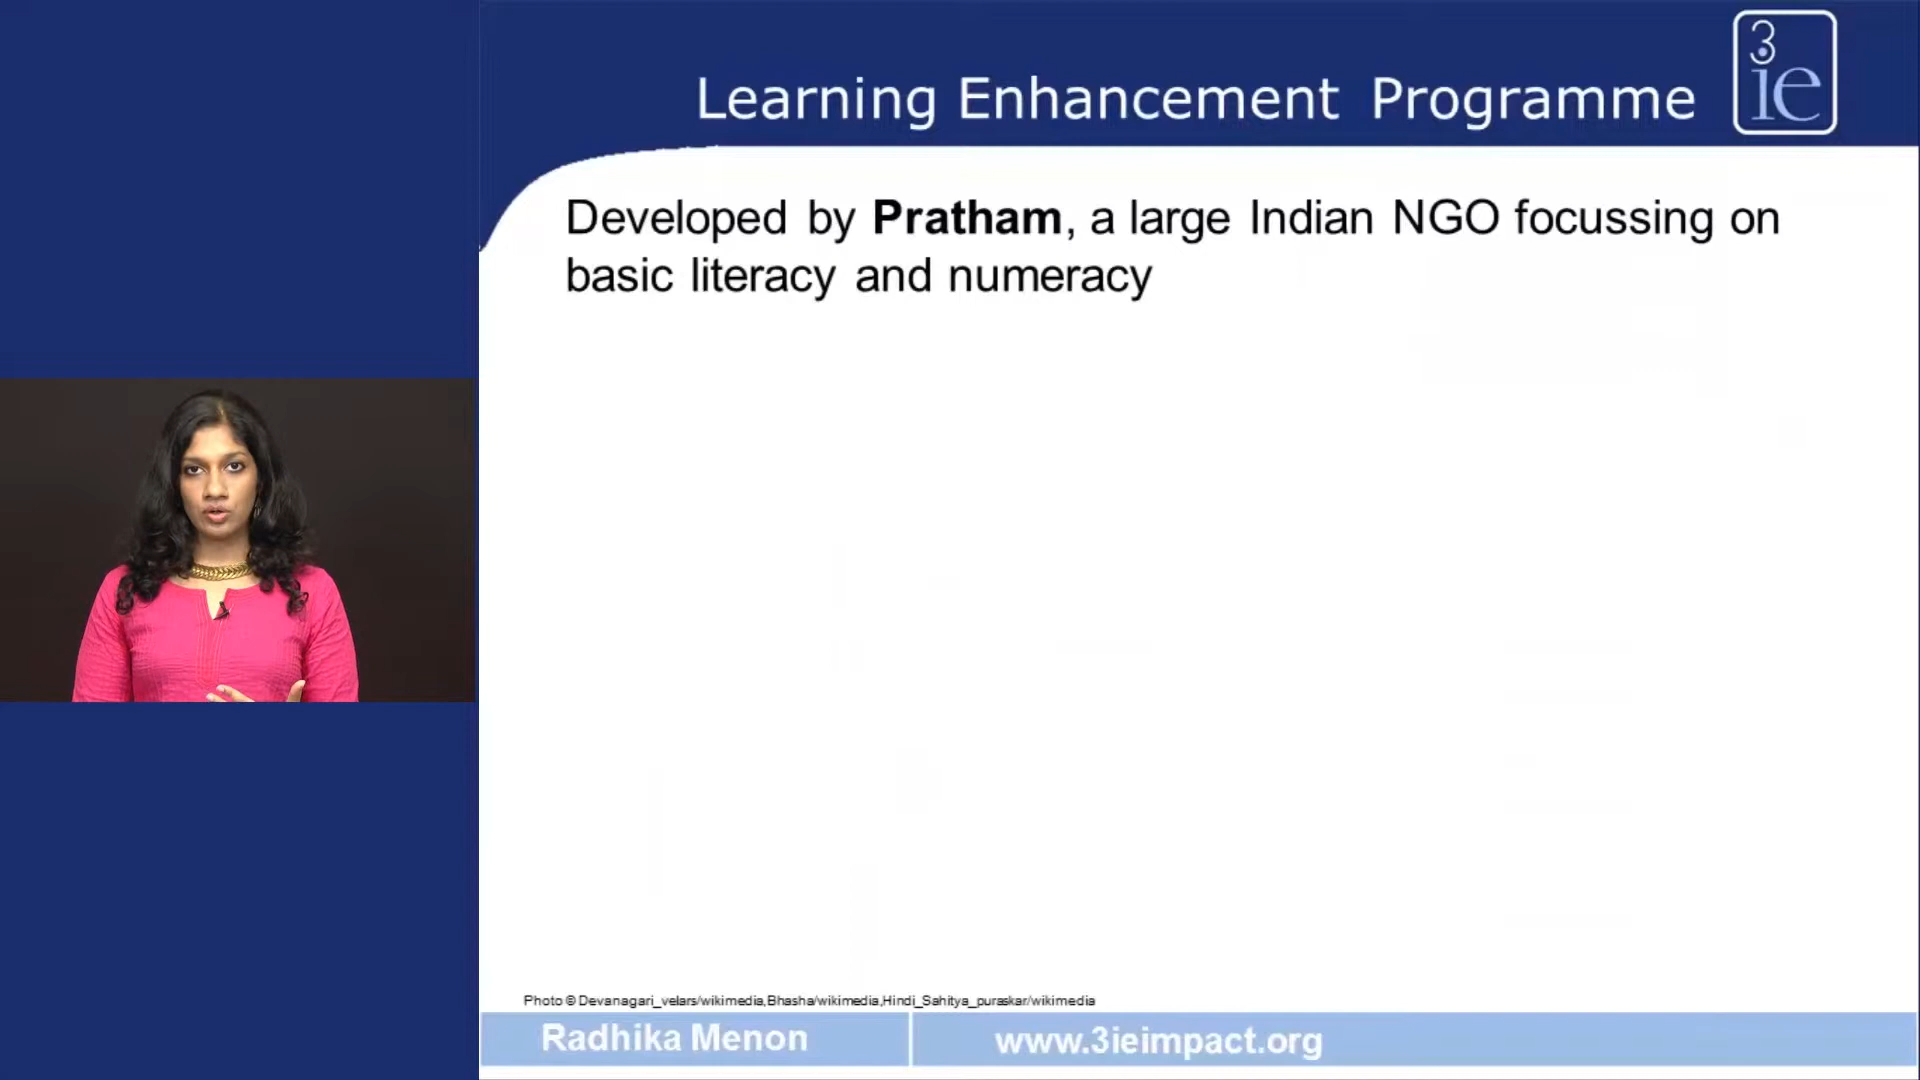 Learning Enhancement Programme
3ie
Developed by Pratham, a large Indian NGO focussing on
basic literacy and numeracy
Photo © Devanagari_velars/wikimedia,Bhasha/wikimedia,Hindi_Sahitya_puraskar/wikimedia
Radhika Menon
www.3ieimpact.org